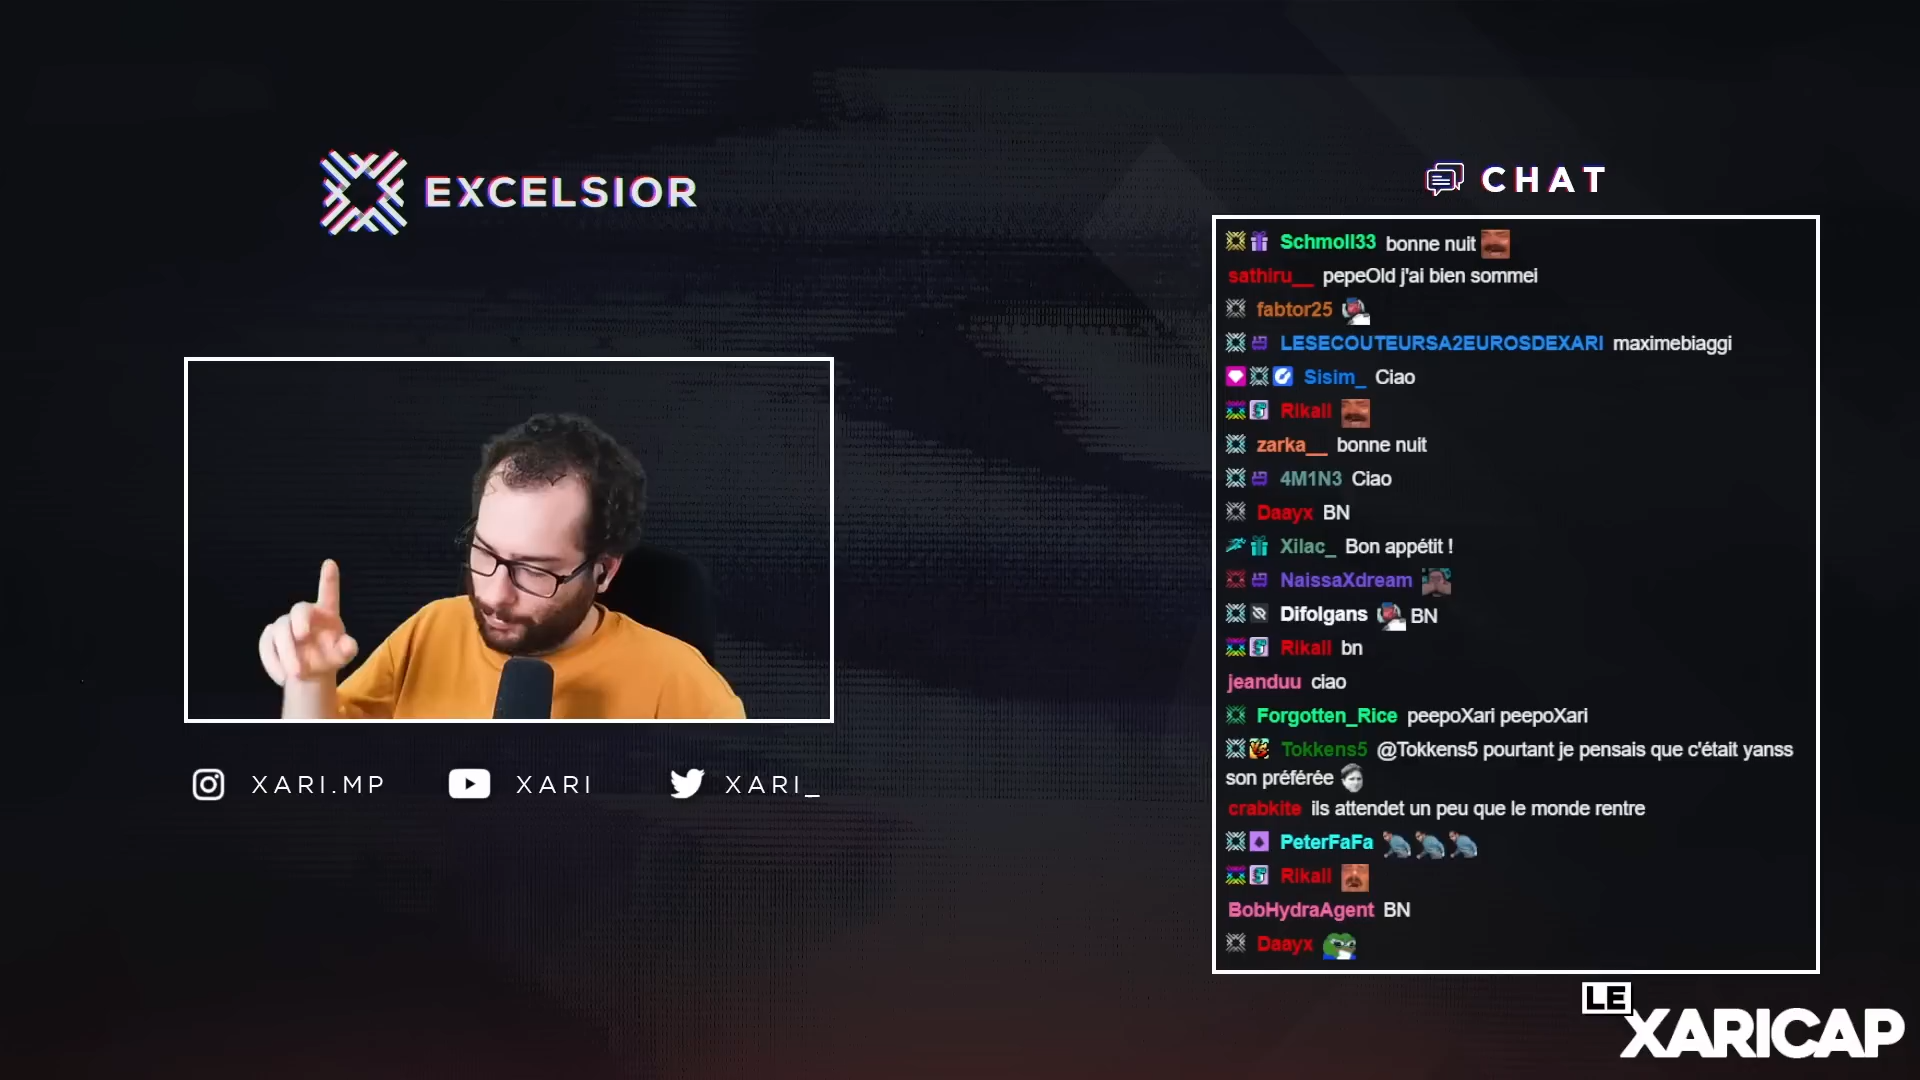 EXCELSIOR
CHAT
Schmoll33 bonne nuit
sathiru__ pepeOld j'ai bien sommei
fabtor25
LESECOUTEURSA2EUROSDEXARI maximebiaggi
Sisim_ Ciao
Rikall
zarka__ bonne nuit
4M1N3 Ciao
Daayx BN
Xilac_ Bon appétit !
NaissaXdream
Difolgans BN
Rikall bn
jeanduu ciao
Forgotten_Rice peepoXari peepoXari
Tokkens5 @Tokkens5 pourtant je pensais que c'était yanss
son préférée
crabkite ils attendet un peu que le monde rentre
PeterFaFa
Rikall
BobHydraAgent BN
Daayx
XARI.MP
XARI
XARI_
LE
XARICAP